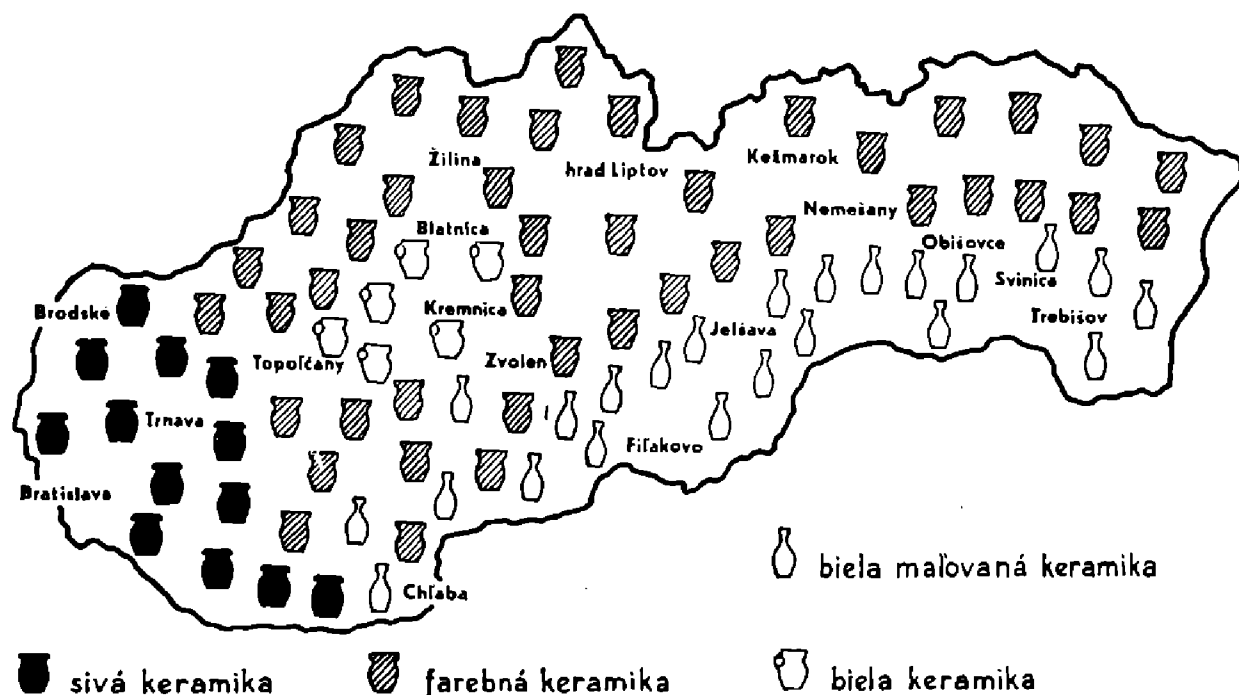 Žilina
hrad Liptov
Kežmarok
Nemešany
Blatnica
Obišovce
Svinica
Brodské
Kremnica
Trebišov
Jelšava
Topoľčany
Zvolen
Trnava
Fiľakovo
Bratislava
Chľaba
biela maľovaná keramika
sivá keramika
farebná keramika
biela keramika